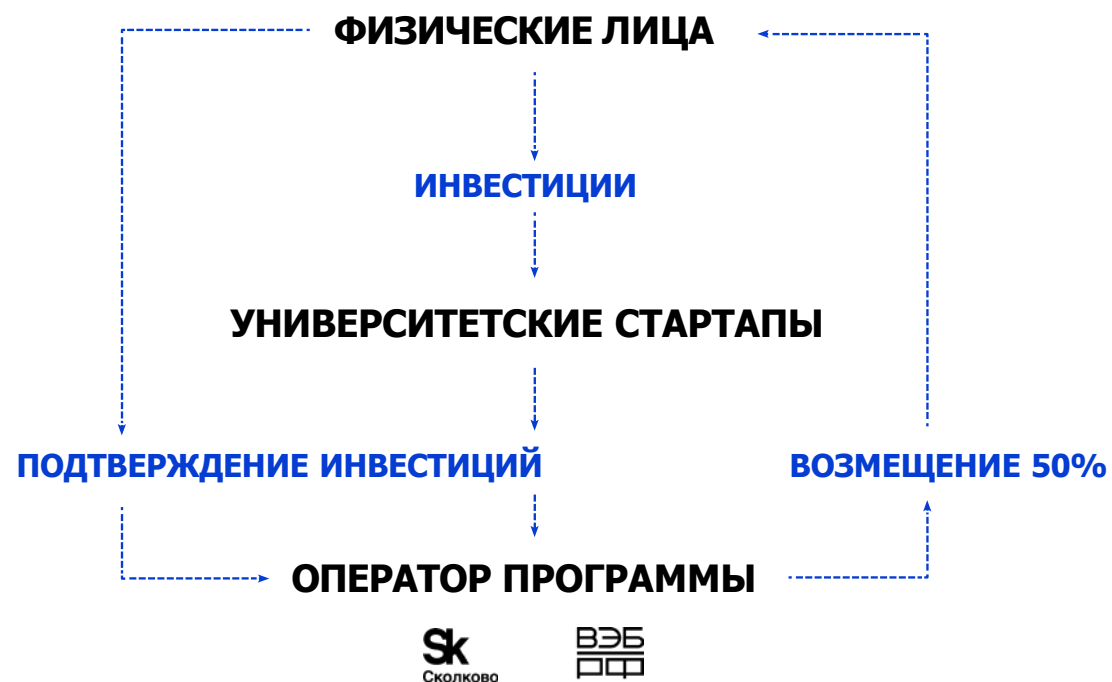 ФИЗИЧЕСКИЕ ЛИЦА
ИНВЕСТИЦИИ
УНИВЕРСИТЕТСКИЕ СТАРТАПЫ
ПОДТВЕРЖДЕНИЕ ИНВЕСТИЦИЙ
ВОЗМЕЩЕНИЕ 50%
ОПЕРАТОР ПРОГРАММЫ
Sk
Сколково
ВЭБ
РФ